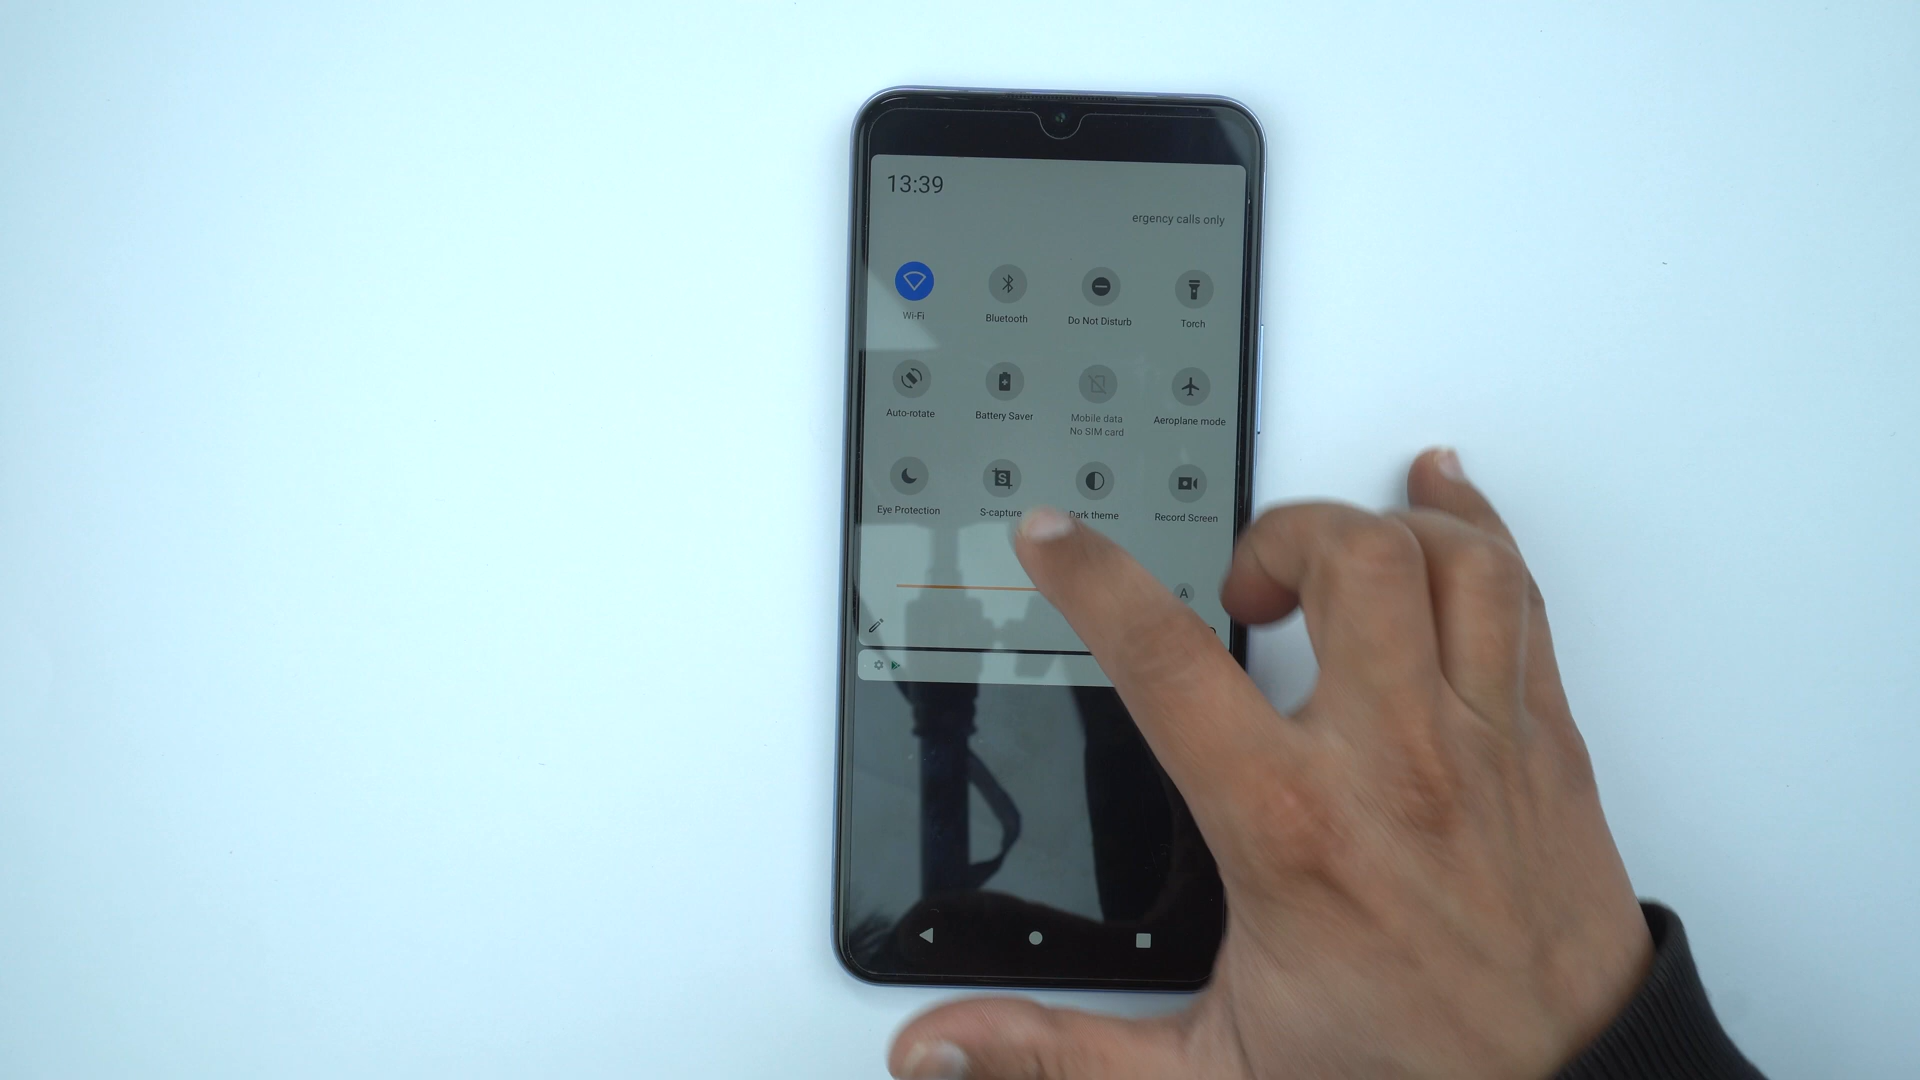 13:39
ergency calls only
Wi-Fi
Bluetooth
Do Not Disturb
Torch
Auto-rotate
Battery Saver
Mobile data
No SIM card
Aeroplane mode
Eye Protection
S-capture
Dark theme
Record Screen
A